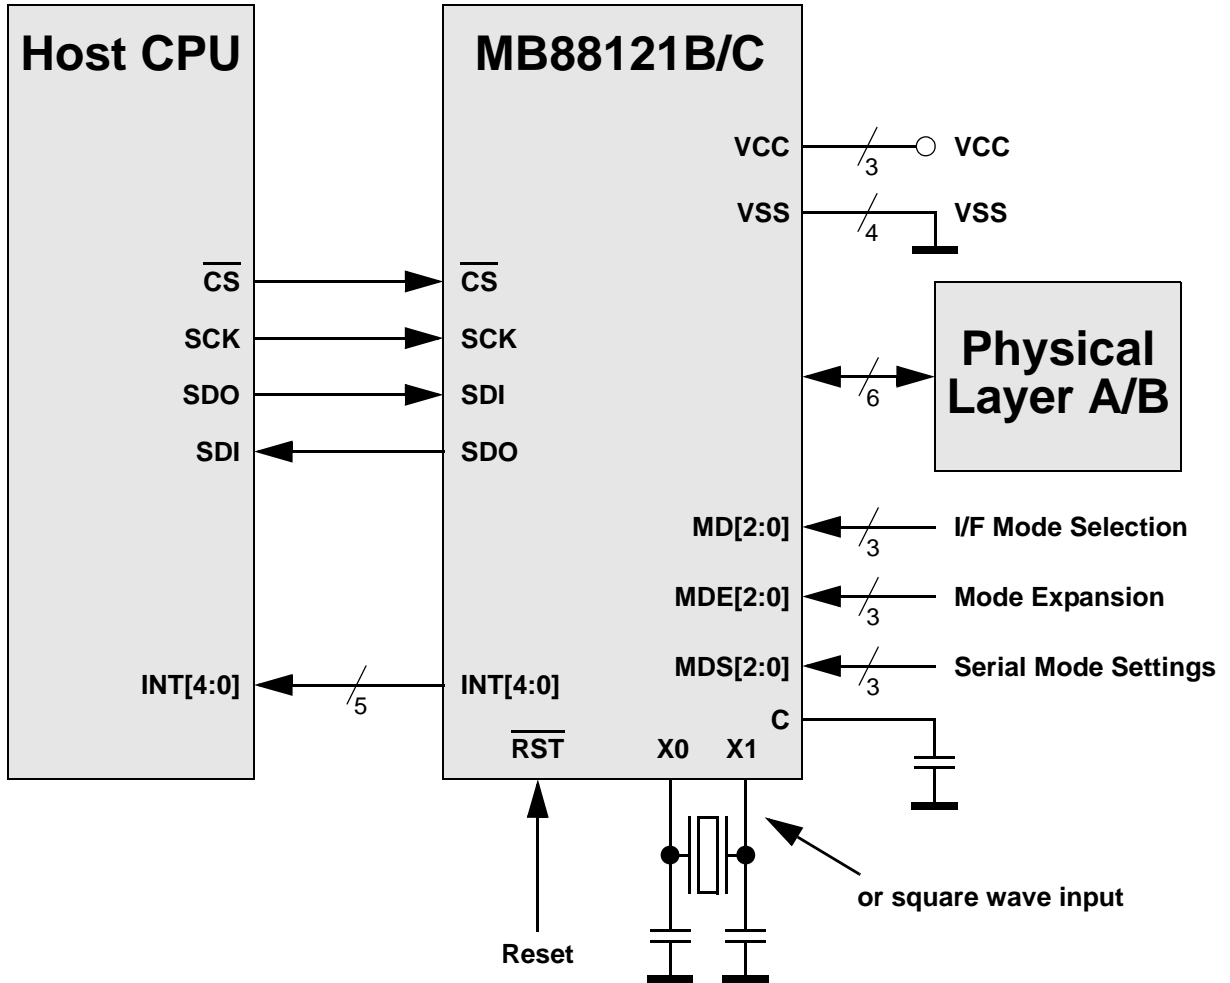 Host CPU
MB88121B/C
VCC
3
VCC
VSS
4
VSS
CS
CS
SCK
SCK
SDO
SDI
SDI
SDO
6
Physical
Layer A/B
MD[2:0]
3
I/F Mode Selection
MDE[2:0]
3
Mode Expansion
MDS[2:0]
3
Serial Mode Settings
INT[4:0]
5
INT[4:0]
C
RST
X0
X1
or square wave input
Reset